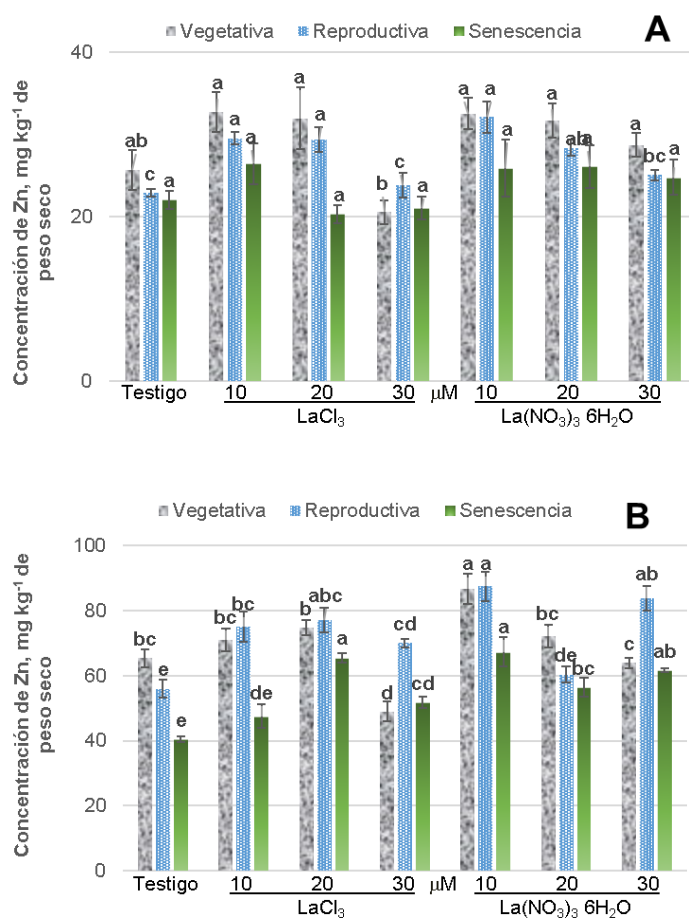 Vegetativa Reproductiva Senescencia
A
Concentración de Zn, mg kg⁻¹ de
peso seco
40
20
0
ab c a
a a a
a a a
b c a
a a a
a ab a
a bc a
Testigo 10 20 30 μM 10 20 30
LaCl₃ La(NO₃)₃ 6H₂O
Vegetativa Reproductiva Senescencia
B
Concentración de Zn, mg kg⁻¹ de
peso seco
100
80
60
40
20
0
bc e e
bc bc de
b abc a
d cd cd
a a a
bc de bc
c ab ab
Testigo 10 20 30 μM 10 20 30
LaCl₃ La(NO₃)₃ 6H₂O